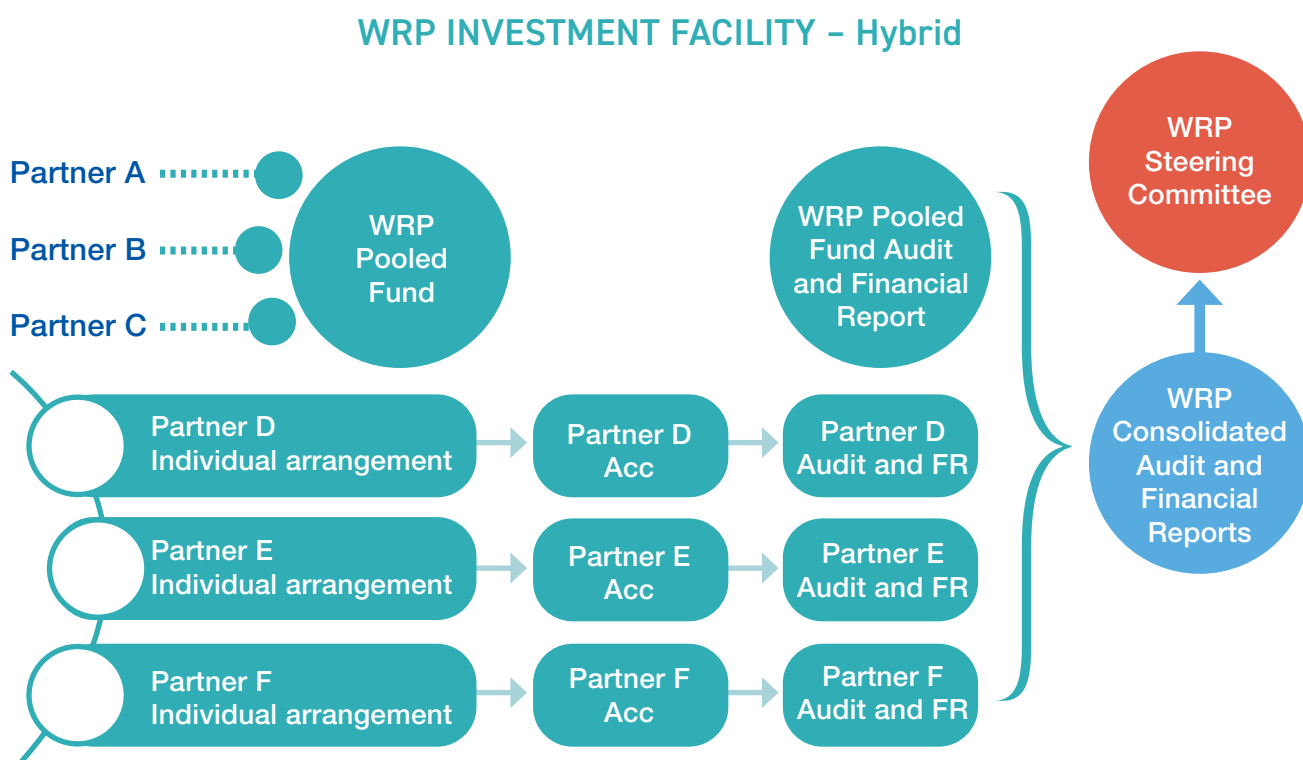 WRP INVESTMENT FACILITY – Hybrid
Partner A
Partner B
Partner C
WRP
Pooled
Fund
WRP Pooled
Fund Audit
and Financial
Report
WRP
Steering
Committee
Partner D
Individual arrangement
Partner D
Acc
Partner D
Audit and FR
Partner E
Individual arrangement
Partner E
Acc
Partner E
Audit and FR
Partner F
Individual arrangement
Partner F
Acc
Partner F
Audit and FR
WRP
Consolidated
Audit and
Financial
Reports